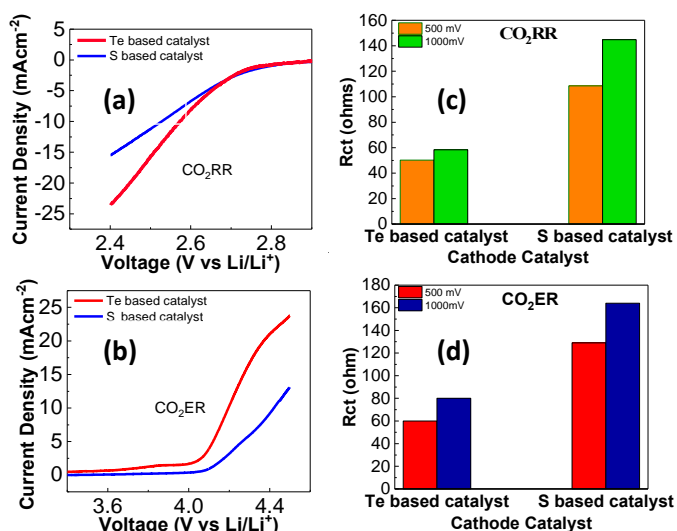 0
-5
-10
-15
-20
-25
Current Density (mAcm⁻²)
Te based catalyst
S based catalyst
(a)
CO₂RR
2.4 2.6 2.8
Voltage (V vs Li/Li⁺)
160
140
120
100
80
60
40
20
0
Rct (ohms)
500 mV
1000mV
CO₂RR
(c)
Te based catalyst S based catalyst
Cathode Catalyst
25
20
15
10
5
0
Current Density (mAcm⁻²)
Te based catalyst
S based catalyst
(b)
CO₂ER
3.6 4.0 4.4
Voltage (V vs Li/Li⁺)
180
160
140
120
100
80
60
40
20
0
Rct (ohm)
500 mV
1000mV
CO₂ER
(d)
Te based catalyst S based catalyst
Cathode Catalyst